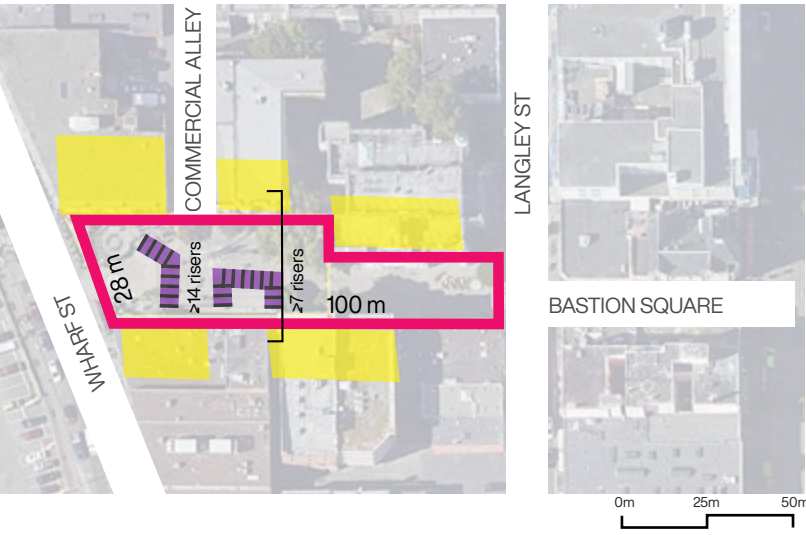 COMMERCIAL ALLEY
LANGLEY ST
WHARF ST
28 m
≥14 risers
≥7 risers
100 m
BASTION SQUARE
0m 25m 50m